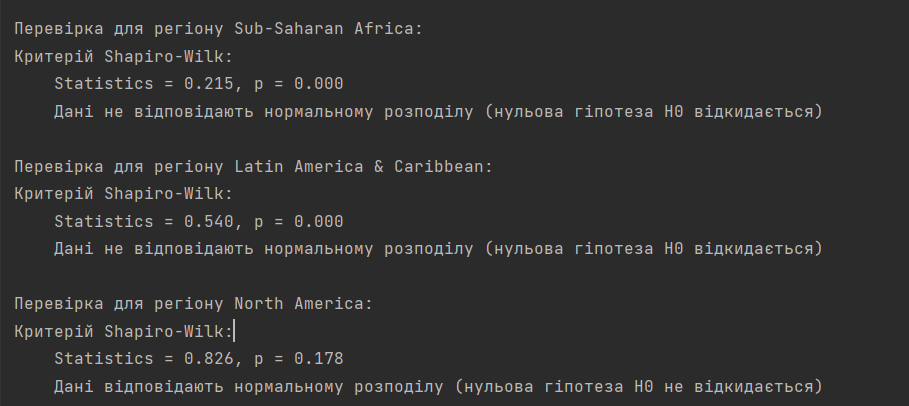 Перевірка для регіону Sub-Saharan Africa:
Критерій Shapiro-Wilk:
Statistics = 0.215, p = 0.000
Дані не відповідають нормальному розподілу (нульова гіпотеза H0 відкидається)
Перевірка для регіону Latin America & Caribbean:
Критерій Shapiro-Wilk:
Statistics = 0.540, p = 0.000
Дані не відповідають нормальному розподілу (нульова гіпотеза H0 відкидається)
Перевірка для регіону North America:
Критерій Shapiro-Wilk:
Statistics = 0.826, p = 0.178
Дані відповідають нормальному розподілу (нульова гіпотеза H0 не відкидається)